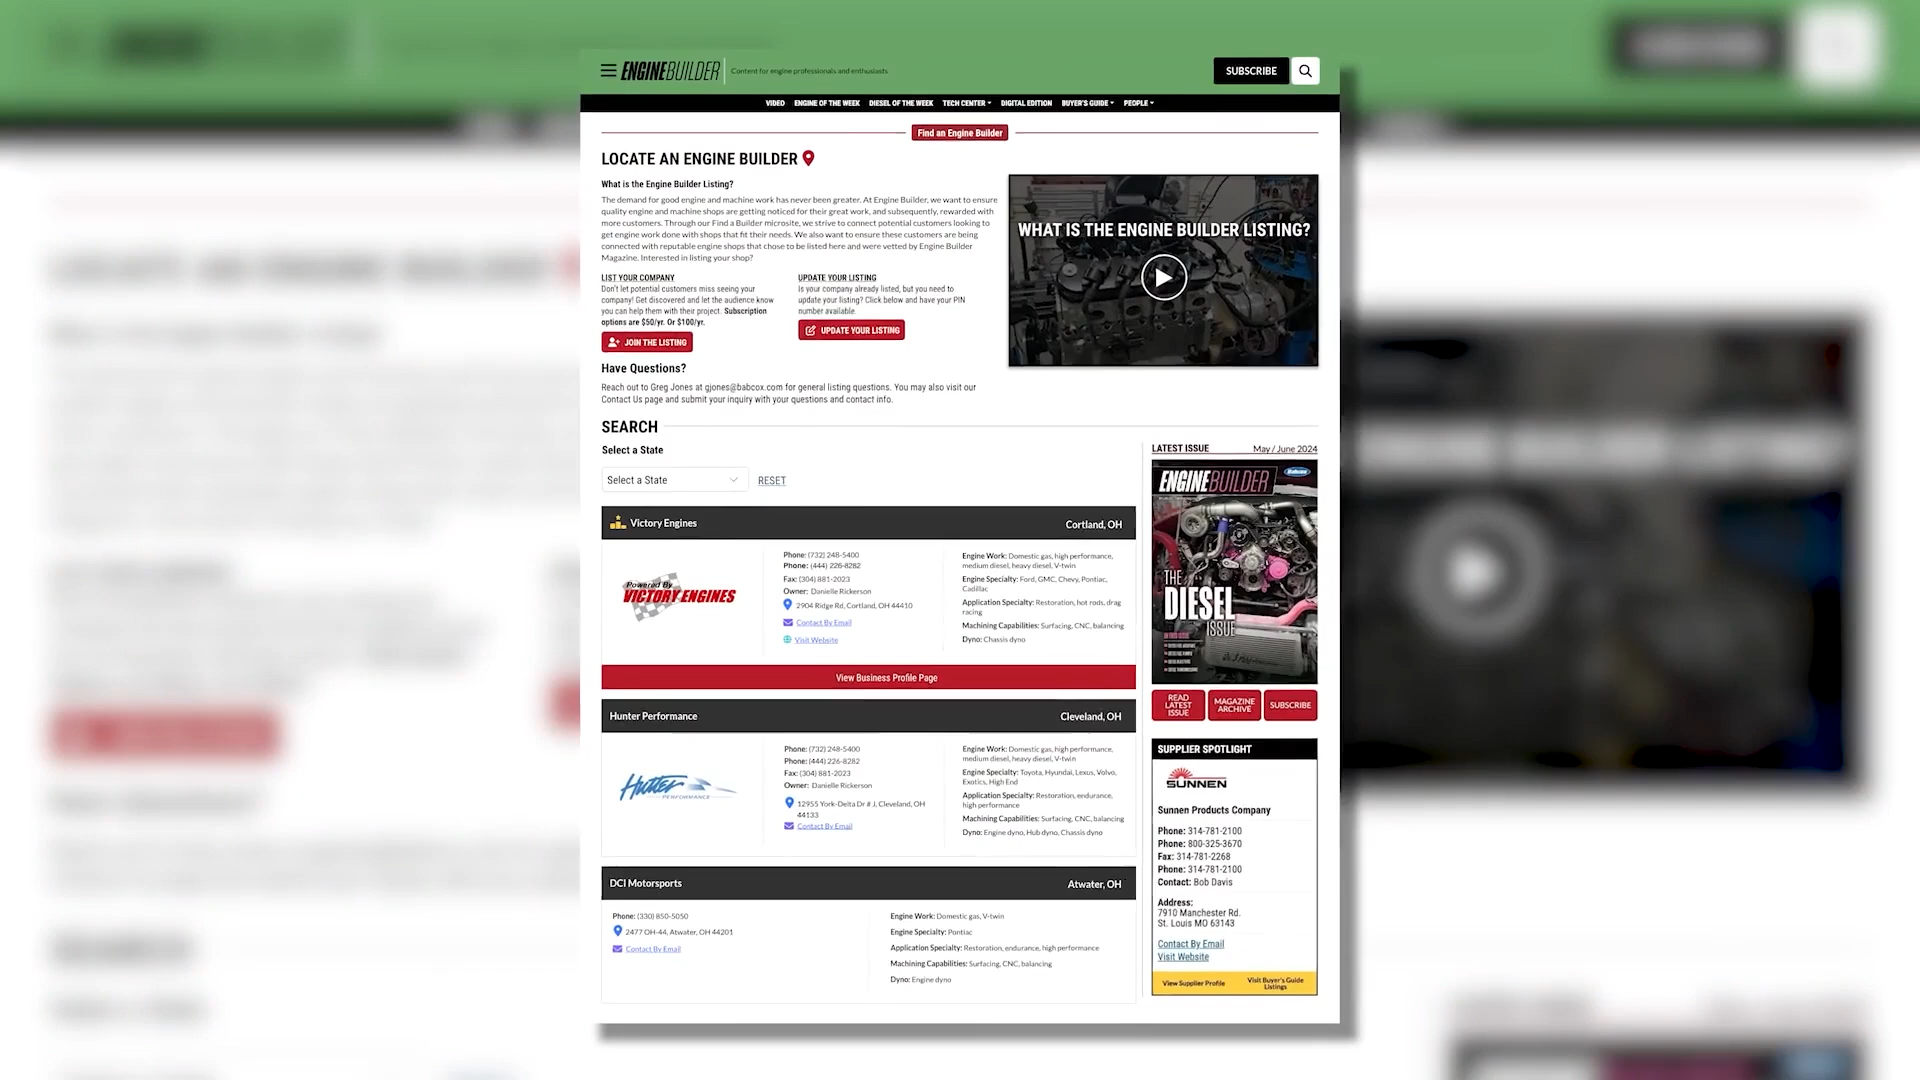 ENGINEBUILDER
Content for engine professionals and enthusiasts
SUBSCRIBE
VIDEO ENGINE OF THE WEEK DIESEL OF THE WEEK TECH CENTER DIGITAL EDITION BUYER'S GUIDE PEOPLE
Find an Engine Builder
LOCATE AN ENGINE BUILDER
What is the Engine Builder Listing?
The demand for good engine and machine work has never been greater. At Engine Builder, we want to ensure
quality engine and machine shops are getting noticed for their great work, and subsequently, rewarded with
more customers. Through our Find a Builder microsite, we strive to connect potential customers looking to
get engine work done with shops that fit their needs. We also want to ensure these customers are being
connected with reputable engine shops that chose to be listed here and were vetted by Engine Builder
Magazine. Interested in listing your shop?
LIST YOUR COMPANY
Don't let potential customers miss seeing your
company! Get discovered and let the audience know
you can help them with their project. Subscription
options are $50/yr. Or $100/yr.
JOIN THE LISTING
UPDATE YOUR LISTING
Is your company already listed, but you need to
update your listing? Click below and have your PIN
number available.
UPDATE YOUR LISTING
WHAT IS THE ENGINE BUILDER LISTING?
Have Questions?
Reach out to Greg Jones at gjones@babcox.com for general listing questions. You may also visit our
Contact Us page and submit your inquiry with your questions and contact info.
SEARCH
Select a State
Select a State
RESET
Victory Engines
Cortland, OH
Powered By
VICTORY ENGINES
Phone: (732) 248-5400
Phone: (444) 226-8282
Fax: (304) 881-2023
Owner: Danielle Rickerson
2904 Ridge Rd, Cortland, OH 44410
Contact By Email
Visit Website
Engine Work: Domestic gas, high performance,
medium diesel, heavy diesel, V-twin
Engine Specialty: Ford, GMC, Chevy, Pontiac,
Cadillac
Application Specialty: Restoration, hot rods, drag
racing
Machining Capabilities: Surfacing, CNC, balancing
Dyno: Chassis dyno
View Business Profile Page
Hunter Performance
Cleveland, OH
Hutter
PERFORMANCE
Phone: (732) 248-5400
Phone: (444) 226-8282
Fax: (304) 881-2023
Owner: Danielle Rickerson
12955 York-Delta Dr # J, Cleveland, OH
44133
Contact By Email
Engine Work: Domestic gas, high performance,
medium diesel, heavy diesel, V-twin
Engine Specialty: Toyota, Hyundai, Lexus, Volvo,
Exotics, High End
Application Specialty: Restoration, endurance,
high performance
Machining Capabilities: Surfacing, CNC, balancing
Dyno: Engine dyno, Hub dyno, Chassis dyno
DCI Motorsports
Atwater, OH
Phone: (330) 850-5050
2477 OH-44, Atwater, OH 44201
Contact By Email
Engine Work: Domestic gas, V-twin
Engine Specialty: Pontiac
Application Specialty: Restoration, endurance, high performance
Machining Capabilities: Surfacing, CNC, balancing
Dyno: Engine dyno
LATEST ISSUE
May / June 2024
ENGINEBUILDER
THE
DIESEL
ISSUE
READ
LATEST
ISSUE
MAGAZINE
ARCHIVE
SUBSCRIBE
SUPPLIER SPOTLIGHT
SUNNEN
Sunnen Products Company
Phone: 314-781-2100
Phone: 800-325-3670
Fax: 314-781-2268
Phone: 314-781-2100
Contact: Bob Davis
Address:
7910 Manchester Rd.
St. Louis MO 63143
Contact By Email
Visit Website
View Supplier Profile
Visit Buyer's Guide
Listings